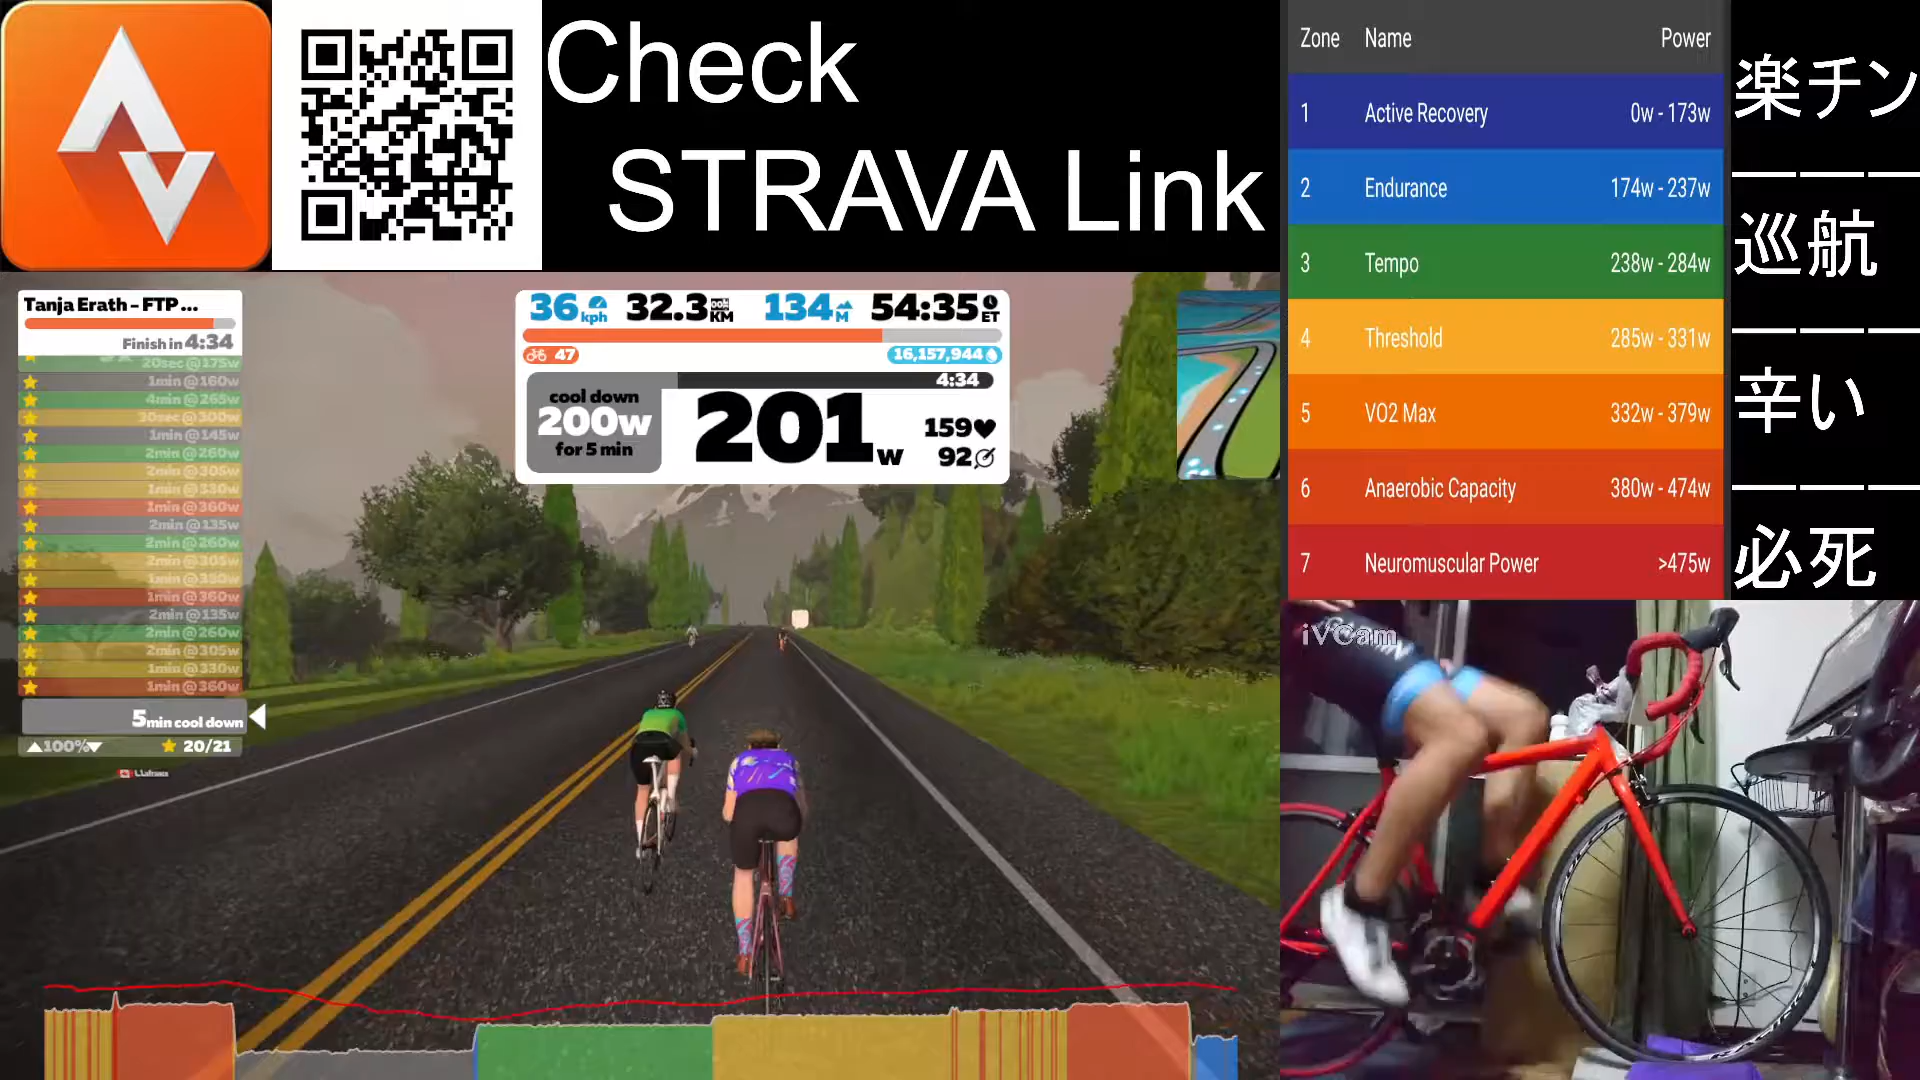 Check
STRAVA Link
Zone Name Power
1 Active Recovery 0w - 173w
2 Endurance 174w - 237w
3 Tempo 238w - 284w
4 Threshold 285w - 331w
5 VO2 Max 332w - 379w
6 Anaerobic Capacity 380w - 474w
7 Neuromuscular Power >475w
楽チン
巡航
辛い
必死
Tanja Erath - FTP ...
Finish in 4:34
20sec @175w
1min @160w
4min @265w
30sec @300w
1min @145w
2min @260w
2min @305w
1min @330w
1min @360w
2min @135w
2min @260w
2min @305w
1min @330w
1min @360w
2min @135w
2min @260w
2min @305w
1min @330w
1min @360w
5min cool down
100%
20/21
36 kph 32.3 KM 134 M 54:35 ET
47
16,157,944
4:34
cool down
200w
for 5 min
201 w
159
92
iVCam